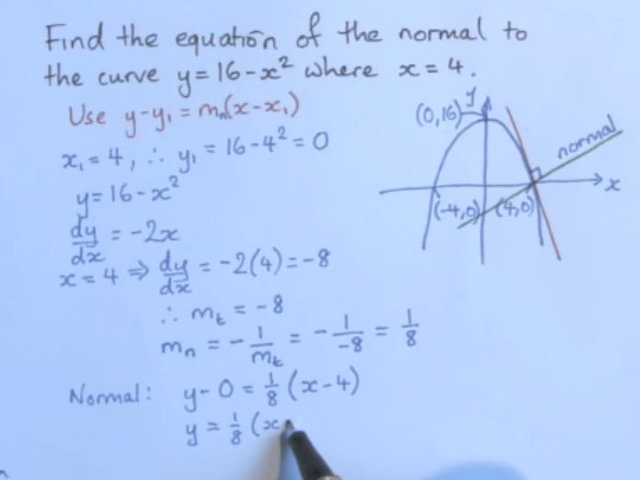 Find the equation of the normal to
the curve y = 16 - x² where x = 4.
Use y - y₁ = mₙ(x - x₁)
x₁ = 4, ∴ y₁ = 16 - 4² = 0
y = 16 - x²
dy/dx = -2x
x = 4 ⇒ dy/dx = -2(4) = -8
∴ mₜ = -8
mₙ = -1/mₜ = -1/-8 = 1/8
Normal: y - 0 = 1/8 (x - 4)
y = 1/8 (x
(0,16) y
normal
x
(-4,0) (4,0)